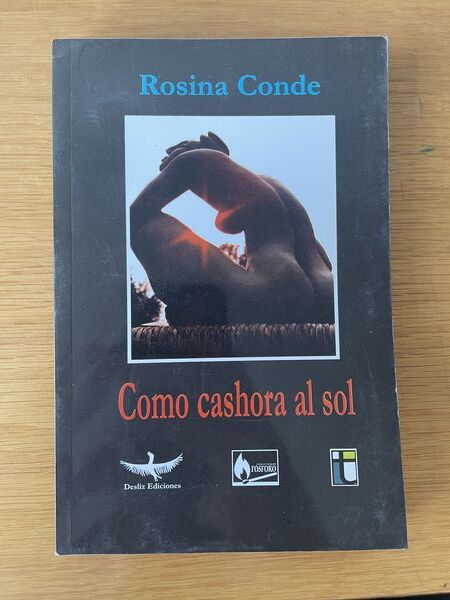 Rosina Conde
Como cashora al sol
Desliz Ediciones
FÓSFORO